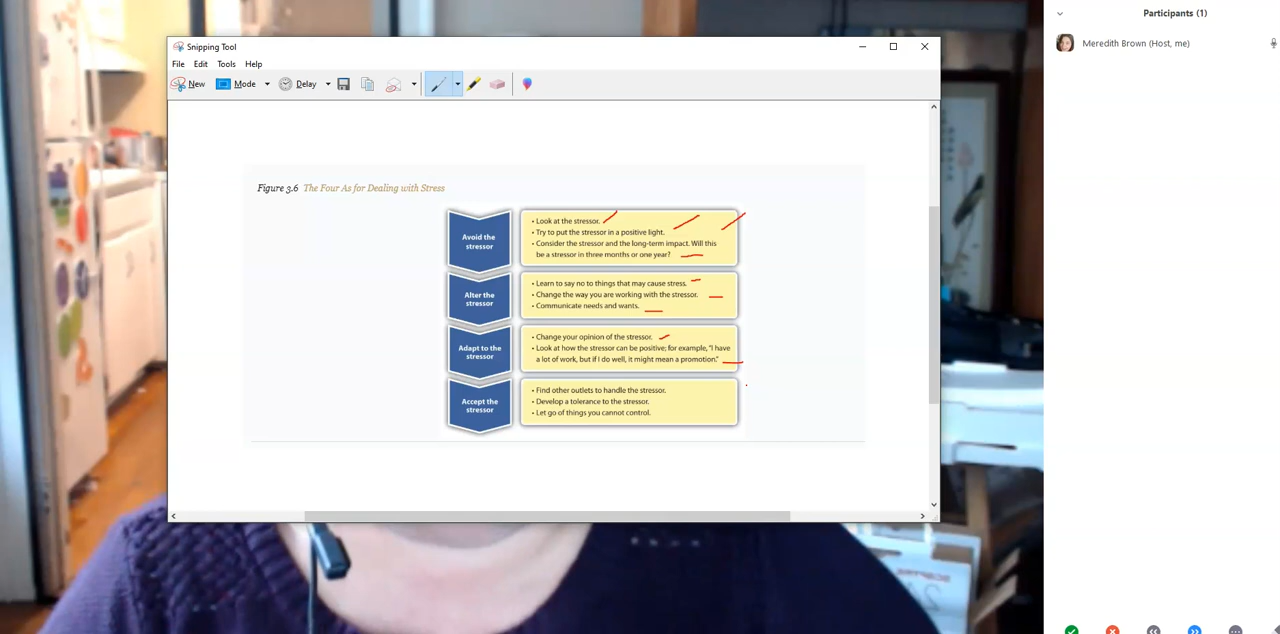 Participants (1)
Meredith Brown (Host, me)
Snipping Tool
File Edit Tools Help
New Mode Delay
Figure 3.6 The Four As for Dealing with Stress
Avoid the
stressor
• Look at the stressor.
• Try to put the stressor in a positive light.
• Consider the stressor and the long-term impact. Will this
be a stressor in three months or one year?
Alter the
stressor
• Learn to say no to things that may cause stress.
• Change the way you are working with the stressor.
• Communicate needs and wants.
Adapt to the
stressor
• Change your opinion of the stressor.
• Look at how the stressor can be positive; for example, "I have
a lot of work, but if i do well, it might mean a promotion."
Accept the
stressor
• Find other outlets to handle the stressor.
• Develop a tolerance to the stressor.
• Let go of things you cannot control.